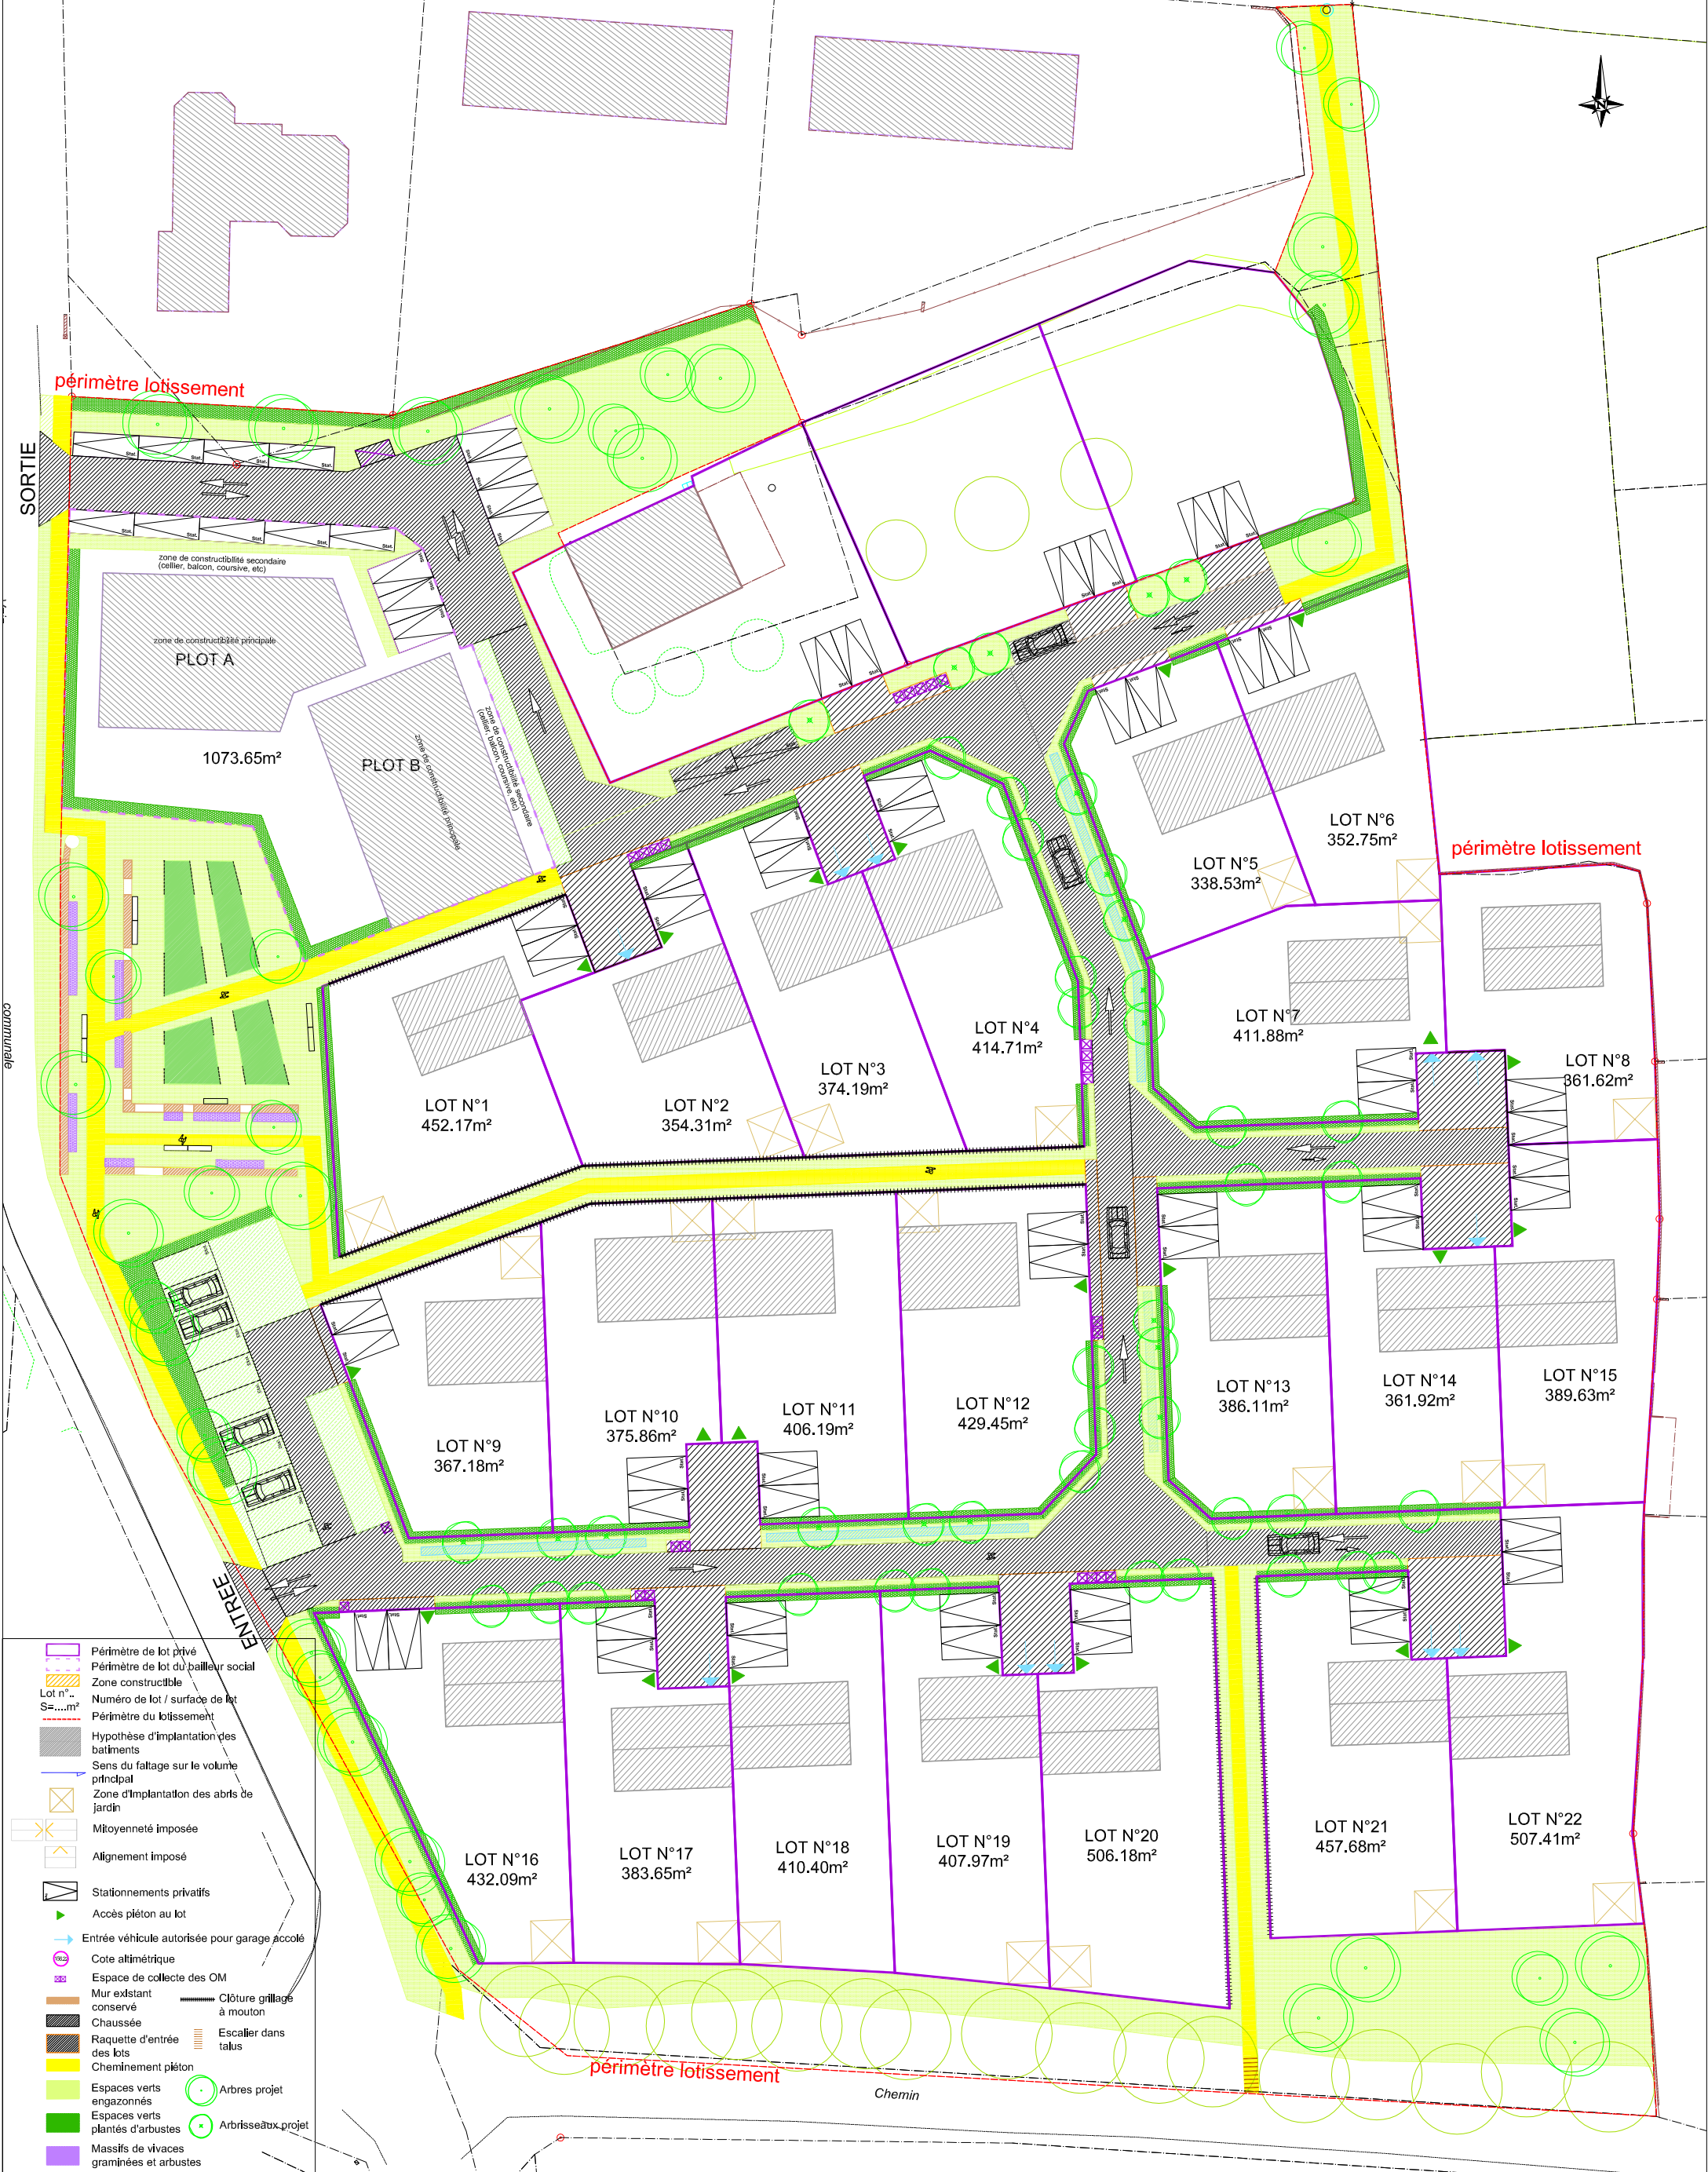 N
périmètre lotissement
SORTIE
zone de constructibilité secondaire
(cellier, balcon, coursive, etc)
zone de constructibilité principale
PLOT A
1073.65m²
PLOT B
zone de constructibilité principale
zone de constructibilité secondaire
(cellier, balcon, coursive, etc)
LOT N°6
352.75m²
périmètre lotissement
LOT N°5
338.53m²
communale
LOT N°7
411.88m²
LOT N°4
414.71m²
LOT N°3
374.19m²
LOT N°8
361.62m²
LOT N°1
452.17m²
LOT N°2
354.31m²
LOT N°9
367.18m²
LOT N°10
375.86m²
LOT N°11
406.19m²
LOT N°12
429.45m²
LOT N°13
386.11m²
LOT N°14
361.92m²
LOT N°15
389.63m²
ENTREE
LOT N°16
432.09m²
LOT N°17
383.65m²
LOT N°18
410.40m²
LOT N°19
407.97m²
LOT N°20
506.18m²
LOT N°21
457.68m²
LOT N°22
507.41m²
périmètre lotissement
Chemin
Périmètre de lot privé
Périmètre de lot du bailleur social
Zone constructible
Lot n°..
S=....m²
Numéro de lot / surface de lot
Périmètre du lotissement
Hypothèse d'implantation des
batiments
Sens du faîtage sur le volume
principal
Zone d'implantation des abris de
jardin
Mitoyenneté imposée
Alignement imposé
Stationnements privatifs
Accès piéton au lot
Entrée véhicule autorisée pour garage accolé
Cote altimétrique
Espace de collecte des OM
Mur existant
conservé
Clôture grillage
à mouton
Chaussée
Raquette d'entrée
des lots
Escalier dans
talus
Cheminement piéton
Espaces verts
engazonnés
Arbres projet
Espaces verts
plantés d'arbustes
Arbrisseaux projet
Massifs de vivaces
graminées et arbustes